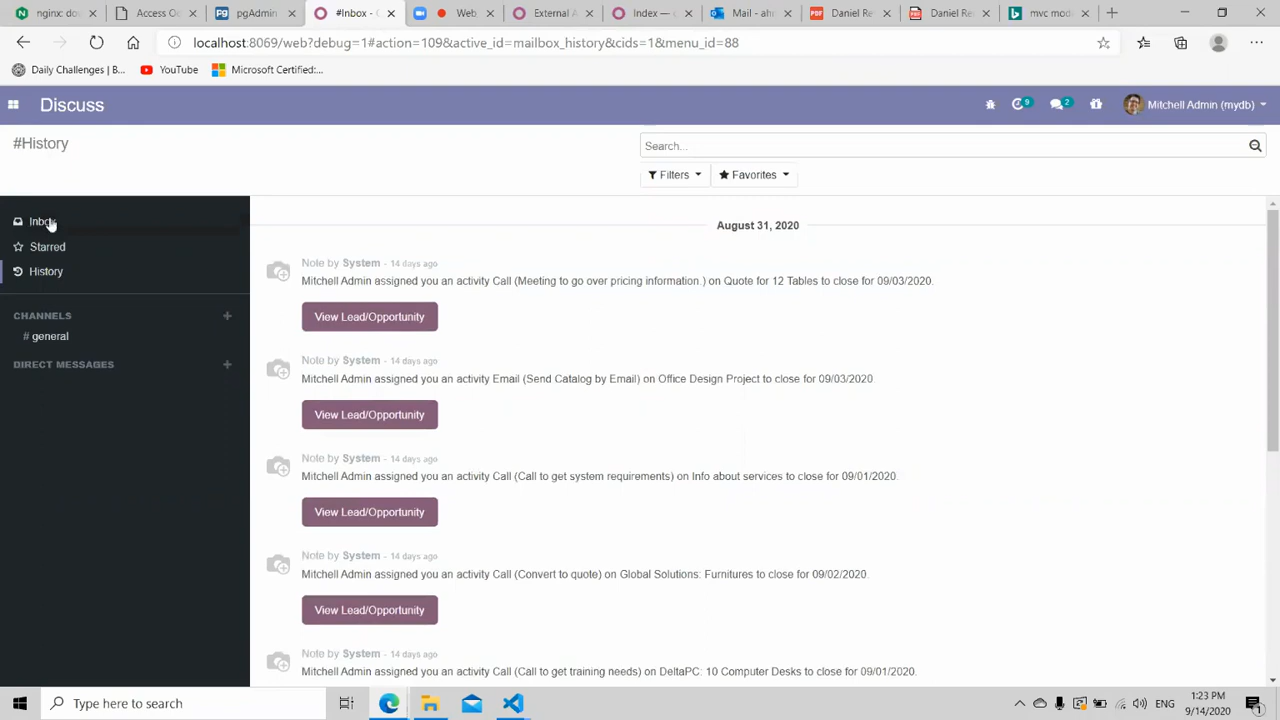 nginx do
Access Oc
pgAdmin
#Inbox -
Web
External A
Index —
Mail - ahr
PDF Daniel Re
PDF Daniel Re
mvc mod
localhost:8069/web?debug=1#action=109&active_id=mailbox_history&cids=1&menu_id=88
Daily Challenges | B...
YouTube
Microsoft Certified:...
Discuss
9
2
Mitchell Admin (mydb)
#History
Search...
Filters
Favorites
Inbox
Starred
History
CHANNELS
# general
DIRECT MESSAGES
August 31, 2020
Note by System - 14 days ago
Mitchell Admin assigned you an activity Call (Meeting to go over pricing information.) on Quote for 12 Tables to close for 09/03/2020.
View Lead/Opportunity
Note by System - 14 days ago
Mitchell Admin assigned you an activity Email (Send Catalog by Email) on Office Design Project to close for 09/03/2020.
View Lead/Opportunity
Note by System - 14 days ago
Mitchell Admin assigned you an activity Call (Call to get system requirements) on Info about services to close for 09/01/2020.
View Lead/Opportunity
Note by System - 14 days ago
Mitchell Admin assigned you an activity Call (Convert to quote) on Global Solutions: Furnitures to close for 09/02/2020.
View Lead/Opportunity
Note by System - 14 days ago
Mitchell Admin assigned you an activity Call (Call to get training needs) on DeltaPC: 10 Computer Desks to close for 09/01/2020.
Type here to search
ENG
1:23 PM
9/14/2020
1